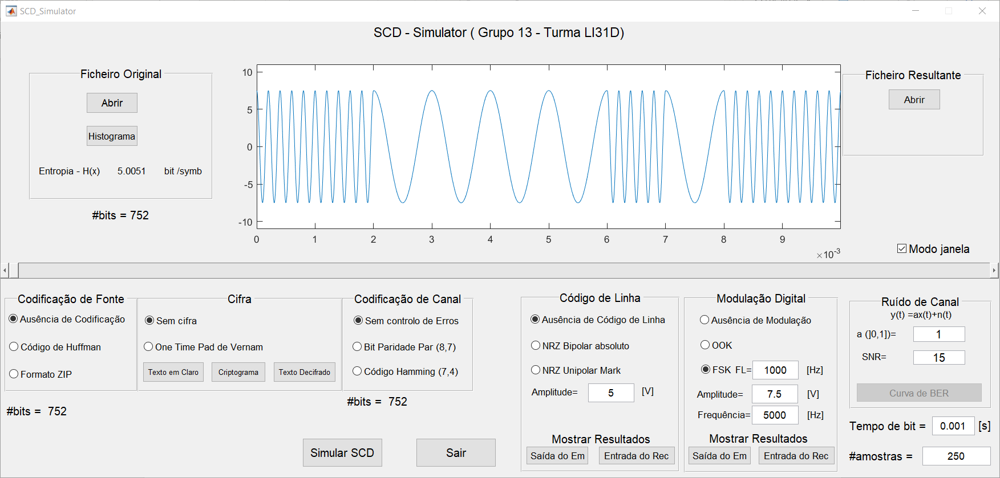 SCD_Simulator
SCD - Simulator ( Grupo 13 - Turma LI31D)
Ficheiro Original
Abrir
Histograma
Entropia - H(x) 5.0051 bit /symb
#bits = 752
10
5
0
-5
-10
0 1 2 3 4 5 6 7 8 9
×10-3
Ficheiro Resultante
Abrir
Modo janela
Codificação de Fonte
Ausência de Codificação
Código de Huffman
Formato ZIP
#bits = 752
Cifra
Sem cifra
One Time Pad de Vernam
Texto em Claro Criptograma Texto Decifrado
Codificação de Canal
Sem controlo de Erros
Bit Paridade Par (8,7)
Código Hamming (7,4)
#bits = 752
Simular SCD Sair
Código de Linha
Ausência de Código de Linha
NRZ Bipolar absoluto
NRZ Unipolar Mark
Amplitude= 5 [V]
Mostrar Resultados
Saída do Em Entrada do Rec
Modulação Digital
Ausência de Modulação
OOK
FSK FL= 1000 [Hz]
Amplitude= 7.5 [V]
Frequência= 5000 [Hz]
Mostrar Resultados
Saída do Em Entrada do Rec
Ruído de Canal
y(t) =ax(t)+n(t)
a (]0,1])= 1
SNR= 15
Curva de BER
Tempo de bit = 0.001 [s]
#amostras = 250